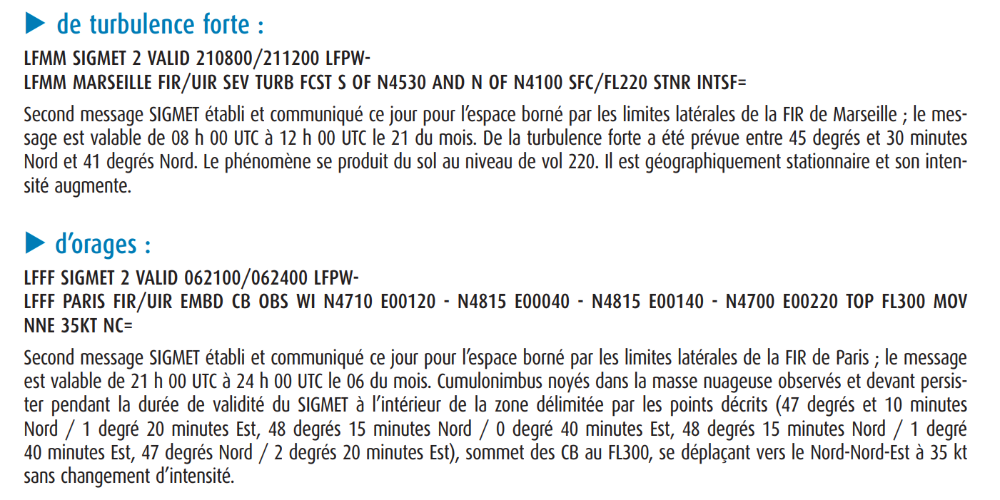 ▶ de turbulence forte :
LFMM SIGMET 2 VALID 210800/211200 LFPW-
LFMM MARSEILLE FIR/UIR SEV TURB FCST S OF N4530 AND N OF N4100 SFC/FL220 STNR INTSF=
Second message SIGMET établi et communiqué ce jour pour l’espace borné par les limites latérales de la FIR de Marseille ; le mes-
sage est valable de 08 h 00 UTC à 12 h 00 UTC le 21 du mois. De la turbulence forte a été prévue entre 45 degrés et 30 minutes
Nord et 41 degrés Nord. Le phénomène se produit du sol au niveau de vol 220. Il est géographiquement stationnaire et son inten-
sité augmente.
▶ d’orages :
LFFF SIGMET 2 VALID 062100/062400 LFPW-
LFFF PARIS FIR/UIR EMBD CB OBS WI N4710 E00120 - N4815 E00040 - N4815 E00140 - N4700 E00220 TOP FL300 MOV
NNE 35KT NC=
Second message SIGMET établi et communiqué ce jour pour l’espace borné par les limites latérales de la FIR de Paris ; le message
est valable de 21 h 00 UTC à 24 h 00 UTC le 06 du mois. Cumulonimbus noyés dans la masse nuageuse observés et devant persis-
ter pendant la durée de validité du SIGMET à l’intérieur de la zone délimitée par les points décrits (47 degrés et 10 minutes
Nord / 1 degré 20 minutes Est, 48 degrés 15 minutes Nord / 0 degré 40 minutes Est, 48 degrés 15 minutes Nord / 1 degré
40 minutes Est, 47 degrés Nord / 2 degrés 20 minutes Est), sommet des CB au FL300, se déplaçant vers le Nord-Nord-Est à 35 kt
sans changement d’intensité.